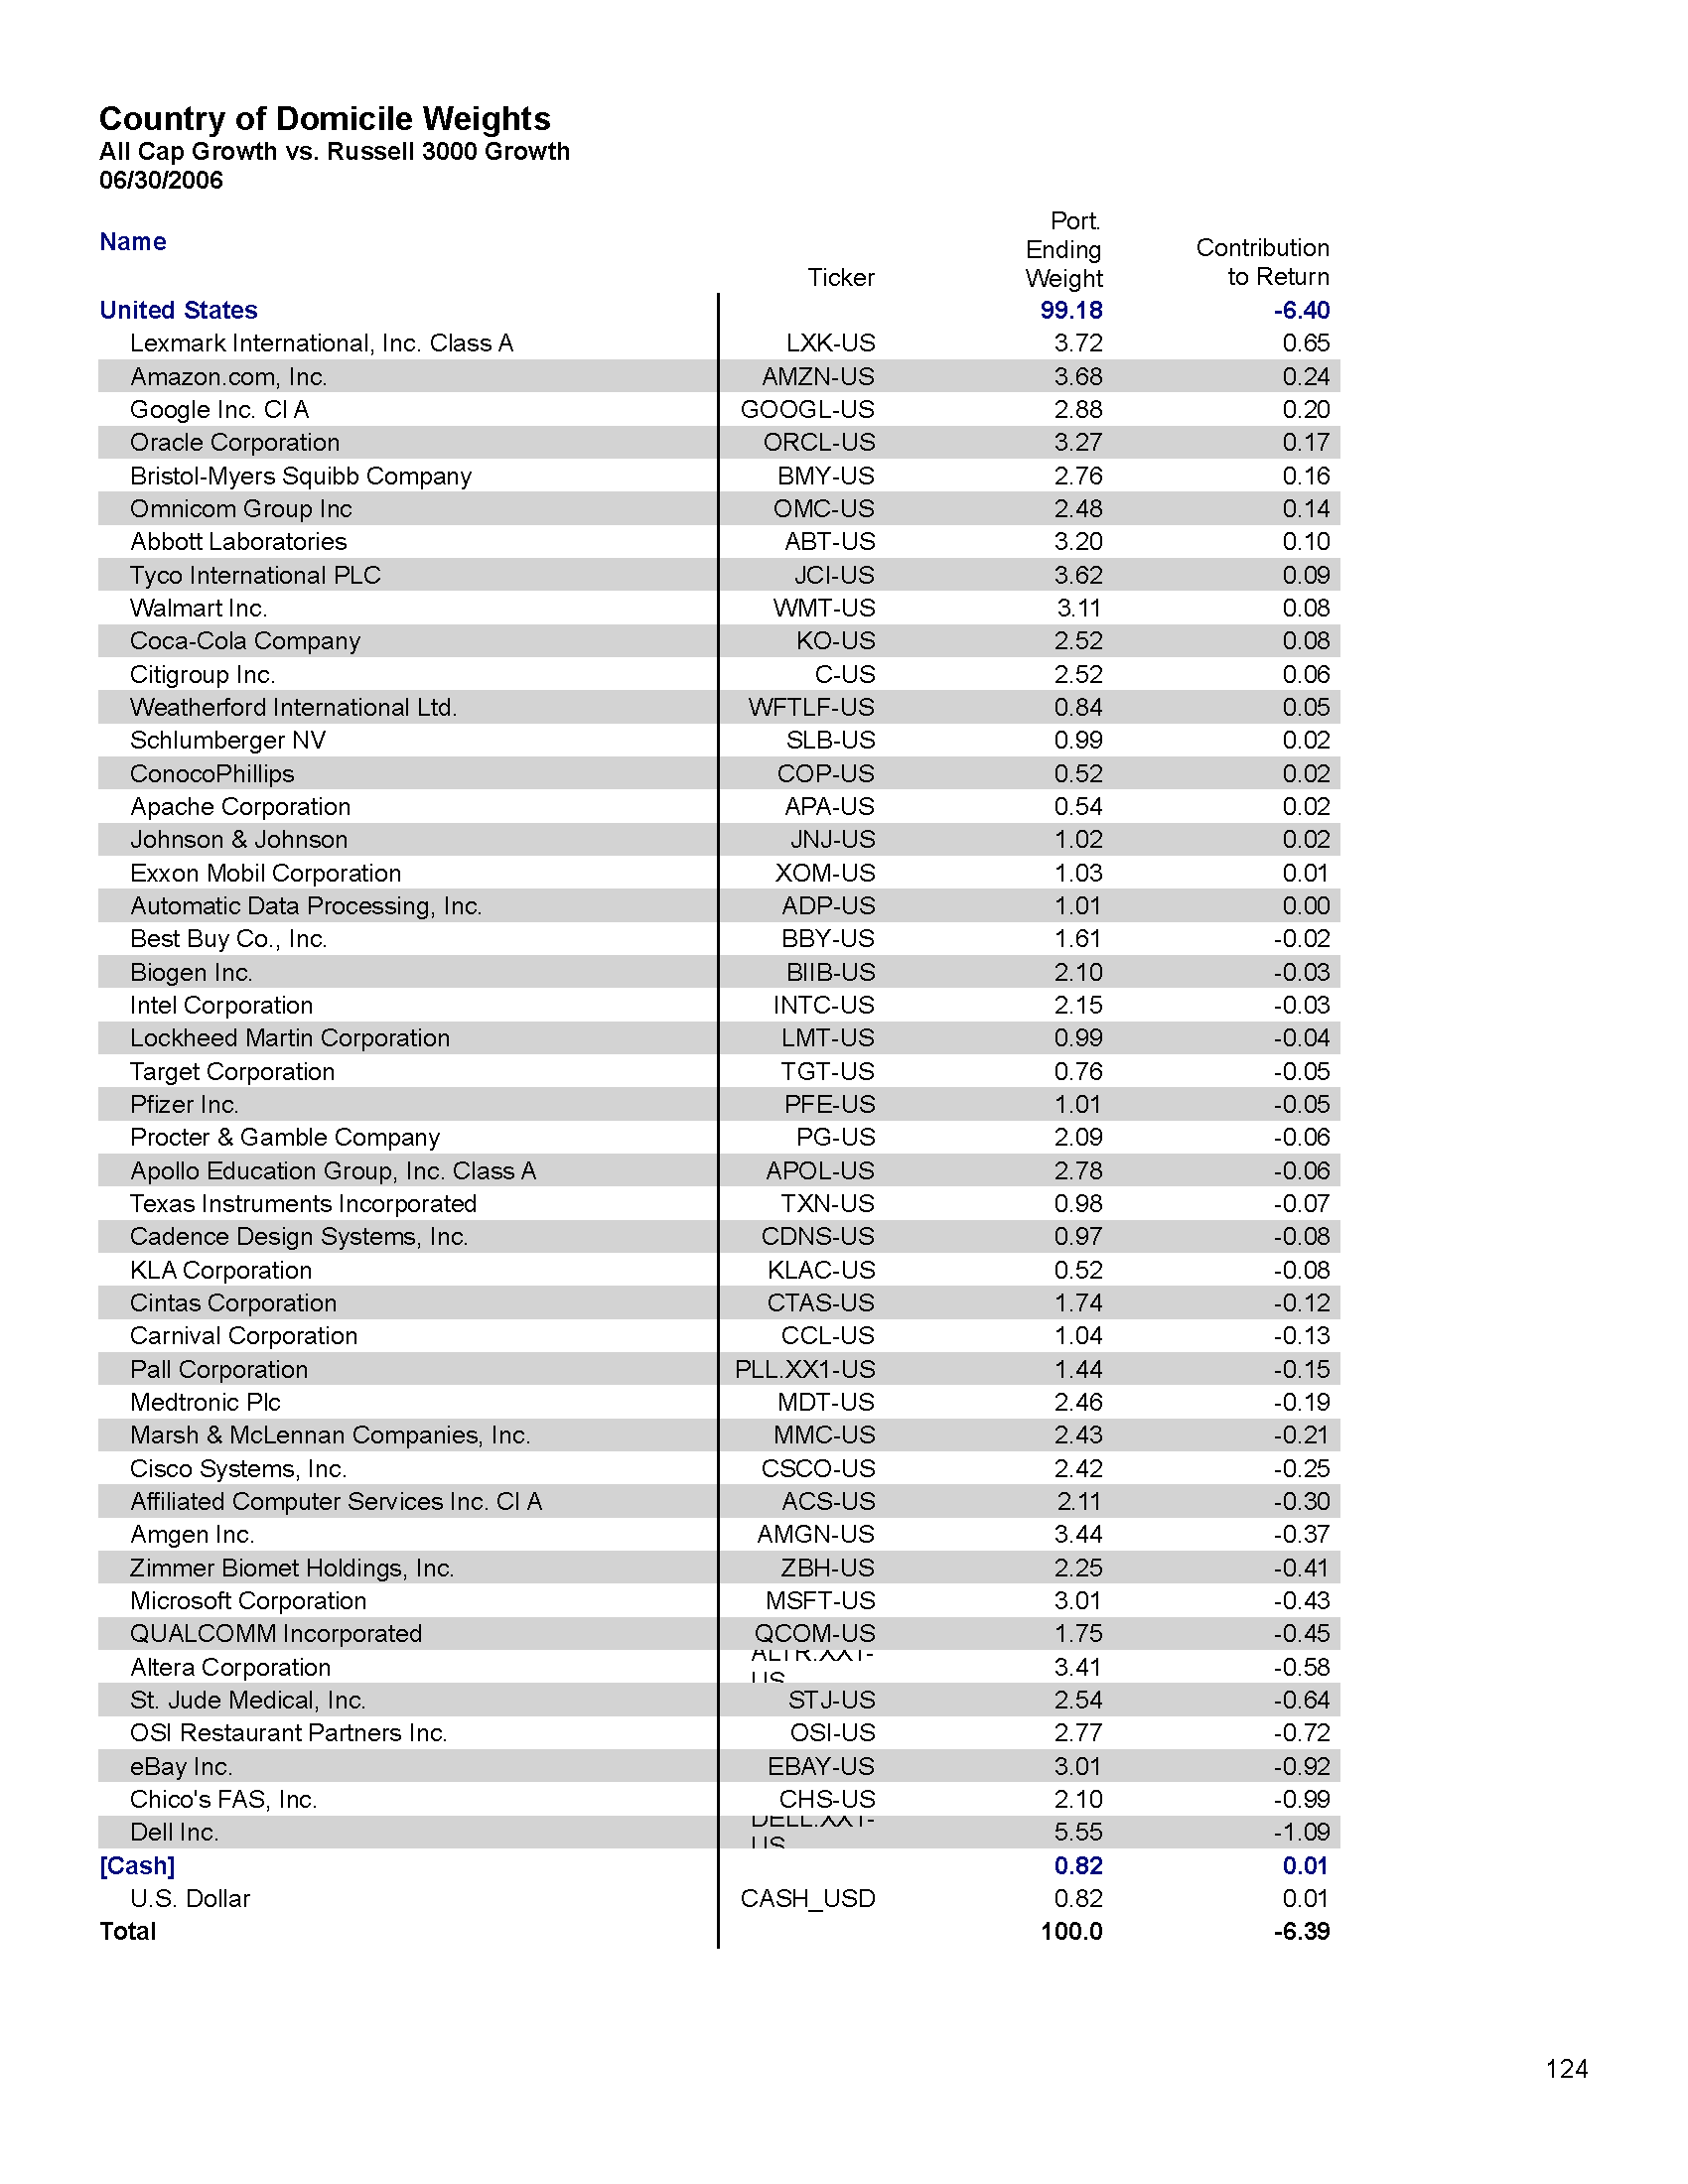 Country of Domicile Weights
All Cap Growth vs. Russell 3000 Growth
06/30/2006
Name Ticker Port. Ending Weight Contribution to Return
United States 99.18 -6.40
Lexmark International, Inc. Class A LXK-US 3.72 0.65
Amazon.com, Inc. AMZN-US 3.68 0.24
Google Inc. Cl A GOOGL-US 2.88 0.20
Oracle Corporation ORCL-US 3.27 0.17
Bristol-Myers Squibb Company BMY-US 2.76 0.16
Omnicom Group Inc OMC-US 2.48 0.14
Abbott Laboratories ABT-US 3.20 0.10
Tyco International PLC JCI-US 3.62 0.09
Walmart Inc. WMT-US 3.11 0.08
Coca-Cola Company KO-US 2.52 0.08
Citigroup Inc. C-US 2.52 0.06
Weatherford International Ltd. WFTLF-US 0.84 0.05
Schlumberger NV SLB-US 0.99 0.02
ConocoPhillips COP-US 0.52 0.02
Apache Corporation APA-US 0.54 0.02
Johnson & Johnson JNJ-US 1.02 0.02
Exxon Mobil Corporation XOM-US 1.03 0.01
Automatic Data Processing, Inc. ADP-US 1.01 0.00
Best Buy Co., Inc. BBY-US 1.61 -0.02
Biogen Inc. BIIB-US 2.10 -0.03
Intel Corporation INTC-US 2.15 -0.03
Lockheed Martin Corporation LMT-US 0.99 -0.04
Target Corporation TGT-US 0.76 -0.05
Pfizer Inc. PFE-US 1.01 -0.05
Procter & Gamble Company PG-US 2.09 -0.06
Apollo Education Group, Inc. Class A APOL-US 2.78 -0.06
Texas Instruments Incorporated TXN-US 0.98 -0.07
Cadence Design Systems, Inc. CDNS-US 0.97 -0.08
KLA Corporation KLAC-US 0.52 -0.08
Cintas Corporation CTAS-US 1.74 -0.12
Carnival Corporation CCL-US 1.04 -0.13
Pall Corporation PLL.XX1-US 1.44 -0.15
Medtronic Plc MDT-US 2.46 -0.19
Marsh & McLennan Companies, Inc. MMC-US 2.43 -0.21
Cisco Systems, Inc. CSCO-US 2.42 -0.25
Affiliated Computer Services Inc. Cl A ACS-US 2.11 -0.30
Amgen Inc. AMGN-US 3.44 -0.37
Zimmer Biomet Holdings, Inc. ZBH-US 2.25 -0.41
Microsoft Corporation MSFT-US 3.01 -0.43
QUALCOMM Incorporated QCOM-US 1.75 -0.45
Altera Corporation ALTR.XX1-US 3.41 -0.58
St. Jude Medical, Inc. STJ-US 2.54 -0.64
OSI Restaurant Partners Inc. OSI-US 2.77 -0.72
eBay Inc. EBAY-US 3.01 -0.92
Chico's FAS, Inc. CHS-US 2.10 -0.99
Dell Inc. DELL.XX1-US 5.55 -1.09
[Cash] 0.82 0.01
U.S. Dollar CASH_USD 0.82 0.01
Total 100.0 -6.39
124